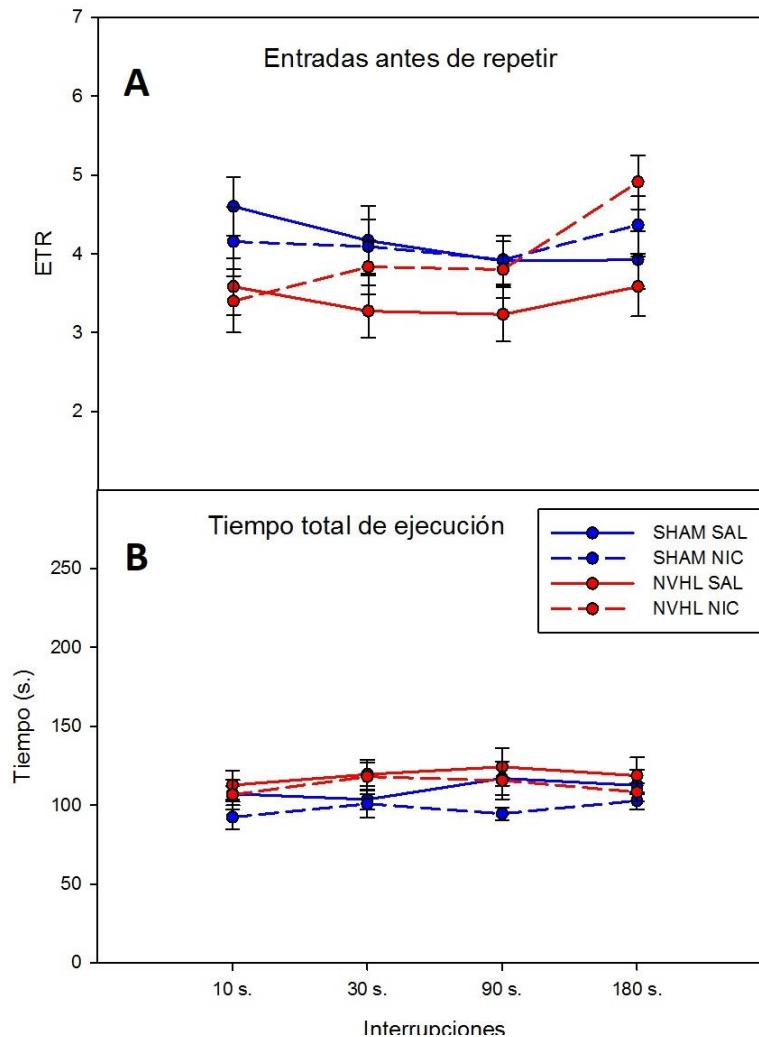 Entradas antes de repetir
A
ETR
7
6
5
4
3
2
Tiempo total de ejecución
B
SHAM SAL
SHAM NIC
NVHL SAL
NVHL NIC
Tiempo (s.)
250
200
150
100
50
0
10 s. 30 s. 90 s. 180 s.
Interrupciones